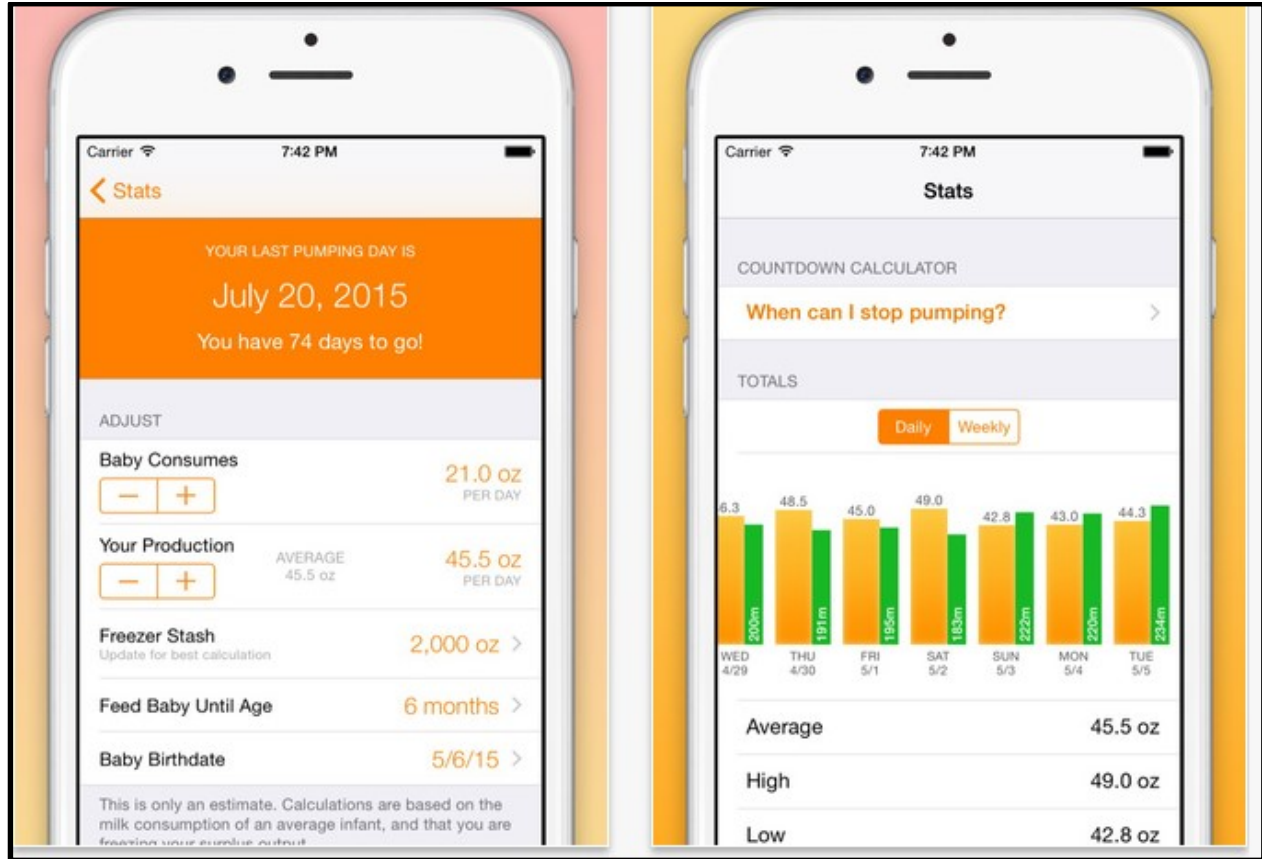 Carrier 7:42 PM
Stats
YOUR LAST PUMPING DAY IS
July 20, 2015
You have 74 days to go!
ADJUST
Baby Consumes
21.0 oz
PER DAY
Your Production
AVERAGE
45.5 oz
45.5 oz
PER DAY
Freezer Stash
Update for best calculation
2,000 oz
Feed Baby Until Age 6 months
Baby Birthdate 5/6/15
This is only an estimate. Calculations are based on the
milk consumption of an average infant, and that you are
freezing your surplus output
Carrier 7:42 PM
Stats
COUNTDOWN CALCULATOR
When can I stop pumping?
TOTALS
Daily Weekly
6.3 48.5 45.0 49.0 42.8 43.0 44.3
200m 191m 195m 183m 222m 220m 234m
WED THU FRI SAT SUN MON TUE
4/29 4/30 5/1 5/2 5/3 5/4 5/5
Average 45.5 oz
High 49.0 oz
Low 42.8 oz